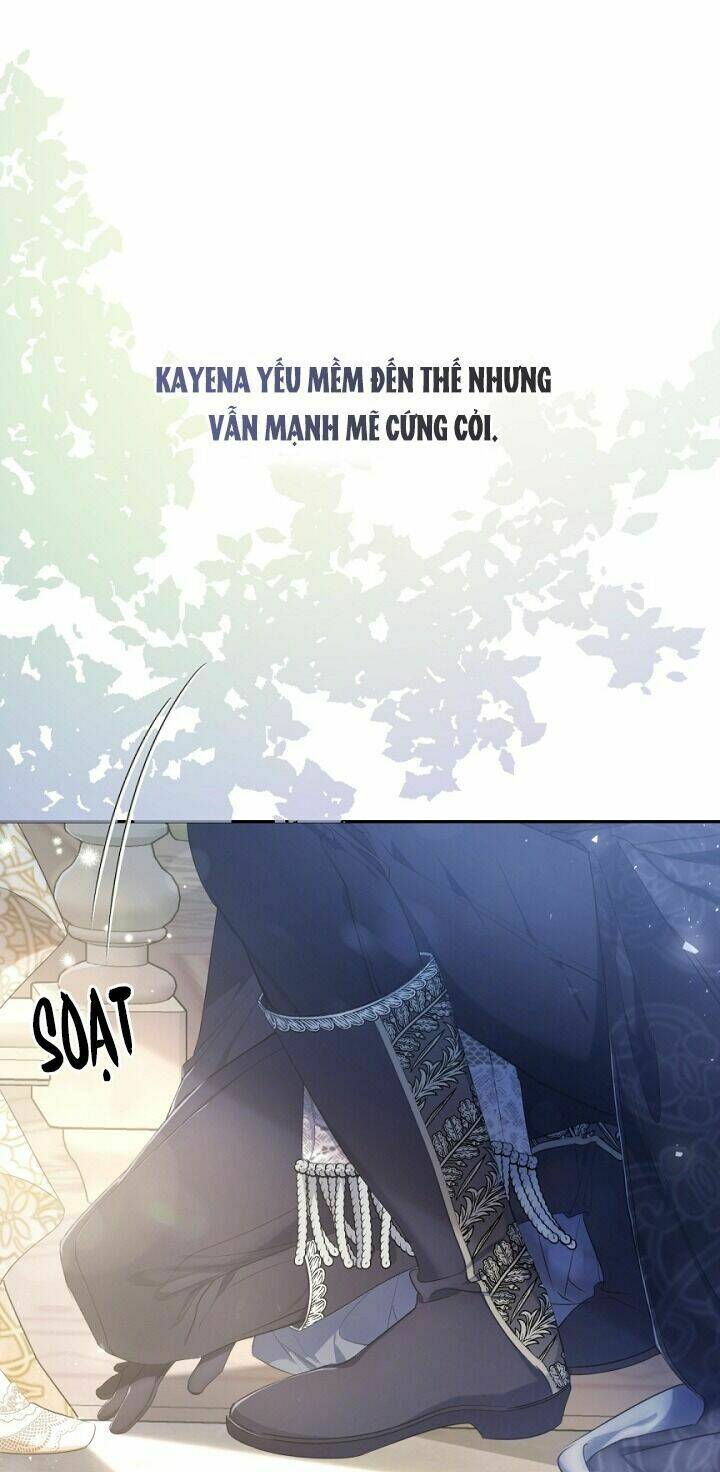 KAYENA YẾU MỀM ĐẾN THẾ NHƯNG
VẪN MẠNH MẼ CỨNG CỎI.
SOẠT